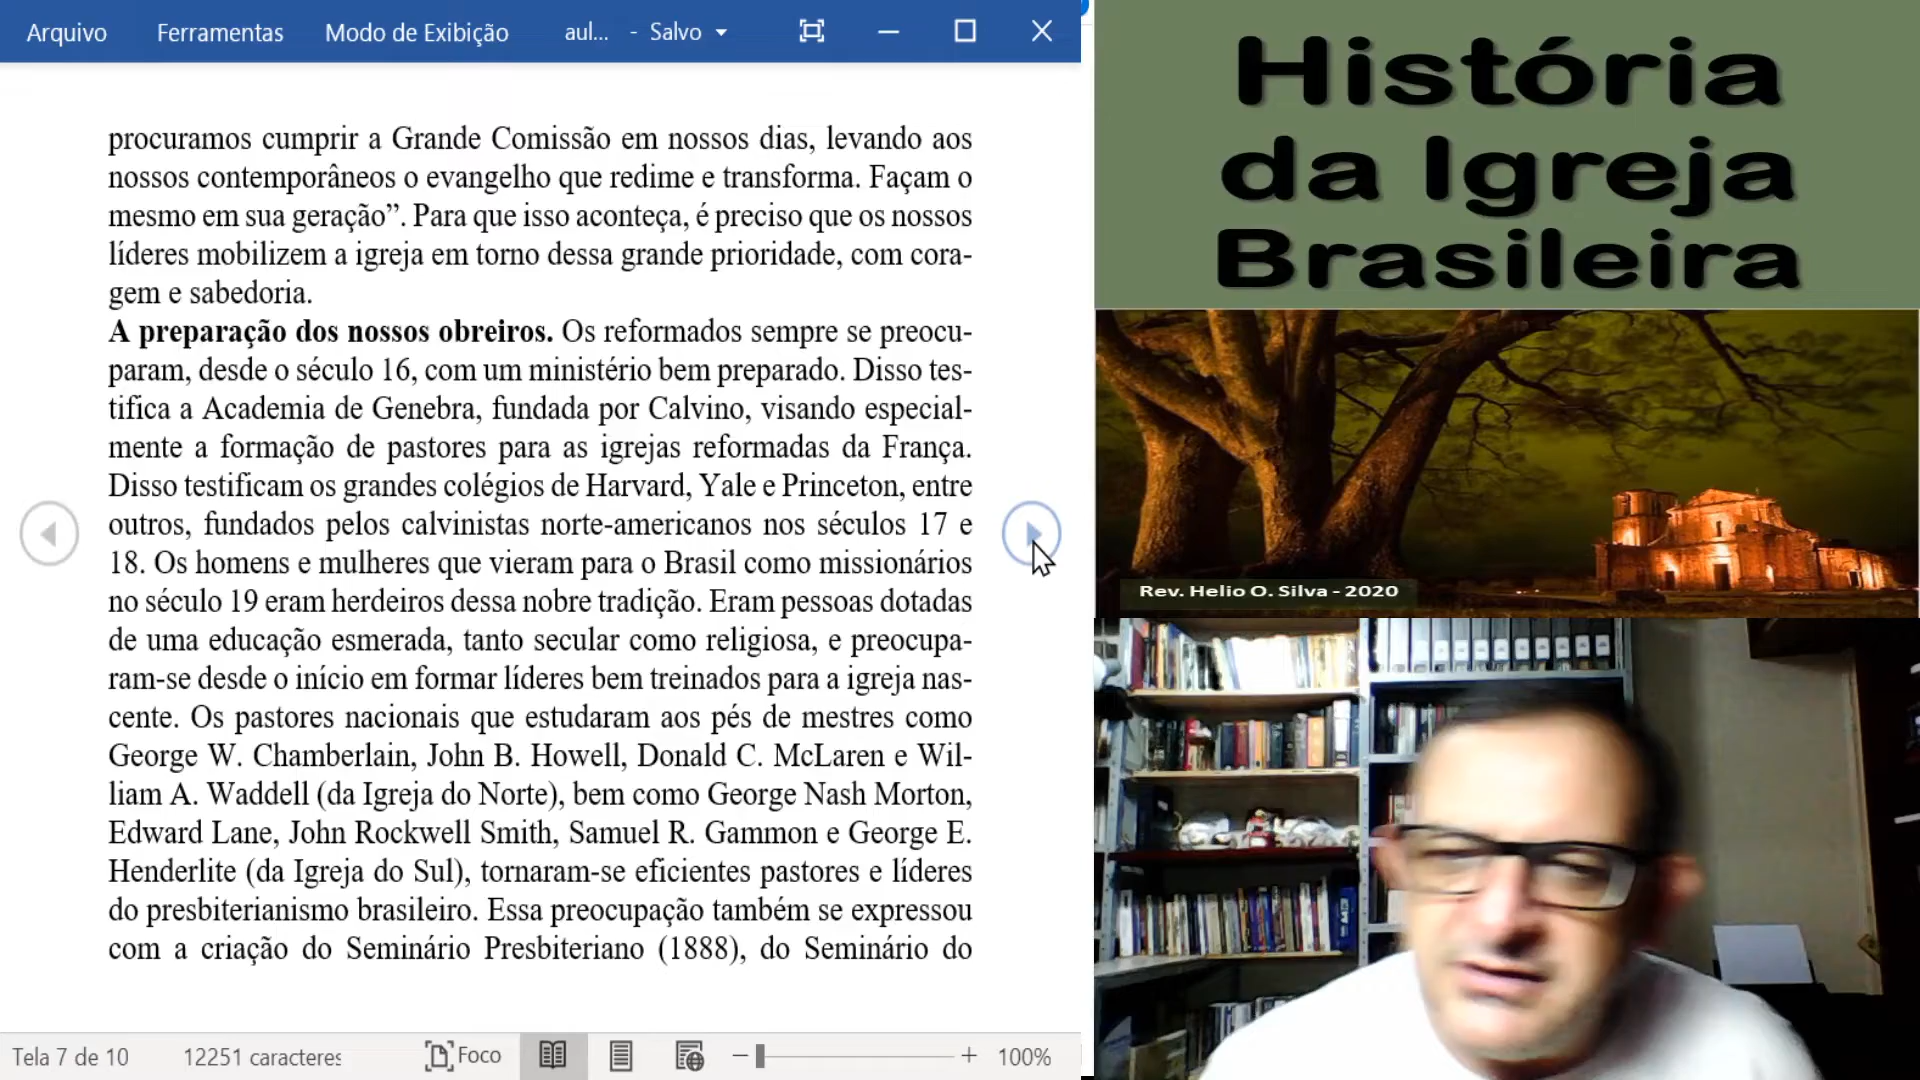 Arquivo Ferramentas Modo de Exibição aul... - Salvo
procuramos cumprir a Grande Comissão em nossos dias, levando aos
nossos contemporâneos o evangelho que redime e transforma. Façam o
mesmo em sua geração”. Para que isso aconteça, é preciso que os nossos
líderes mobilizem a igreja em torno dessa grande prioridade, com cora-
gem e sabedoria.
A preparação dos nossos obreiros. Os reformados sempre se preocu-
param, desde o século 16, com um ministério bem preparado. Disso tes-
tifica a Academia de Genebra, fundada por Calvino, visando especial-
mente a formação de pastores para as igrejas reformadas da França.
Disso testificam os grandes colégios de Harvard, Yale e Princeton, entre
outros, fundados pelos calvinistas norte-americanos nos séculos 17 e
18. Os homens e mulheres que vieram para o Brasil como missionários
no século 19 eram herdeiros dessa nobre tradição. Eram pessoas dotadas
de uma educação esmerada, tanto secular como religiosa, e preocupa-
ram-se desde o início em formar líderes bem treinados para a igreja nas-
cente. Os pastores nacionais que estudaram aos pés de mestres como
George W. Chamberlain, John B. Howell, Donald C. McLaren e Wil-
liam A. Waddell (da Igreja do Norte), bem como George Nash Morton,
Edward Lane, John Rockwell Smith, Samuel R. Gammon e George E.
Henderlite (da Igreja do Sul), tornaram-se eficientes pastores e líderes
do presbiterianismo brasileiro. Essa preocupação também se expressou
com a criação do Seminário Presbiteriano (1888), do Seminário do
Tela 7 de 10 12251 caracteres Foco 100%
História
da Igreja
Brasileira
Rev. Helio O. Silva - 2020